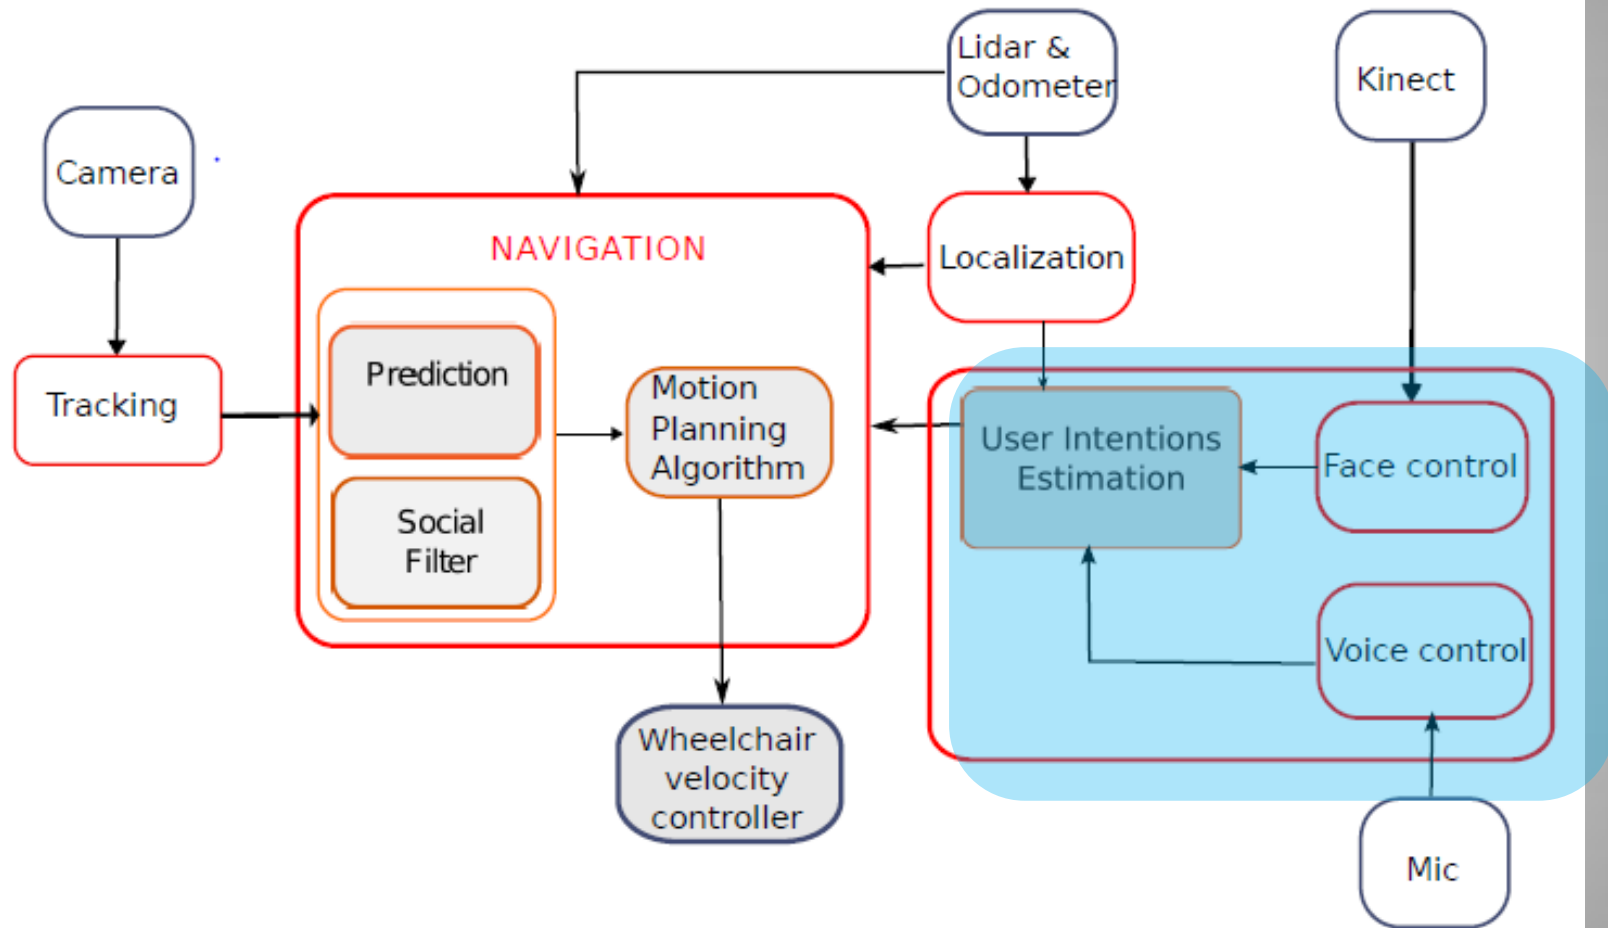 Lidar &
Odometer
Kinect
Camera
NAVIGATION
Localization
Prediction
Motion
Planning
Algorithm
Tracking
User Intentions
Estimation
Face control
Social
Filter
Voice control
Wheelchair
velocity
controller
Mic